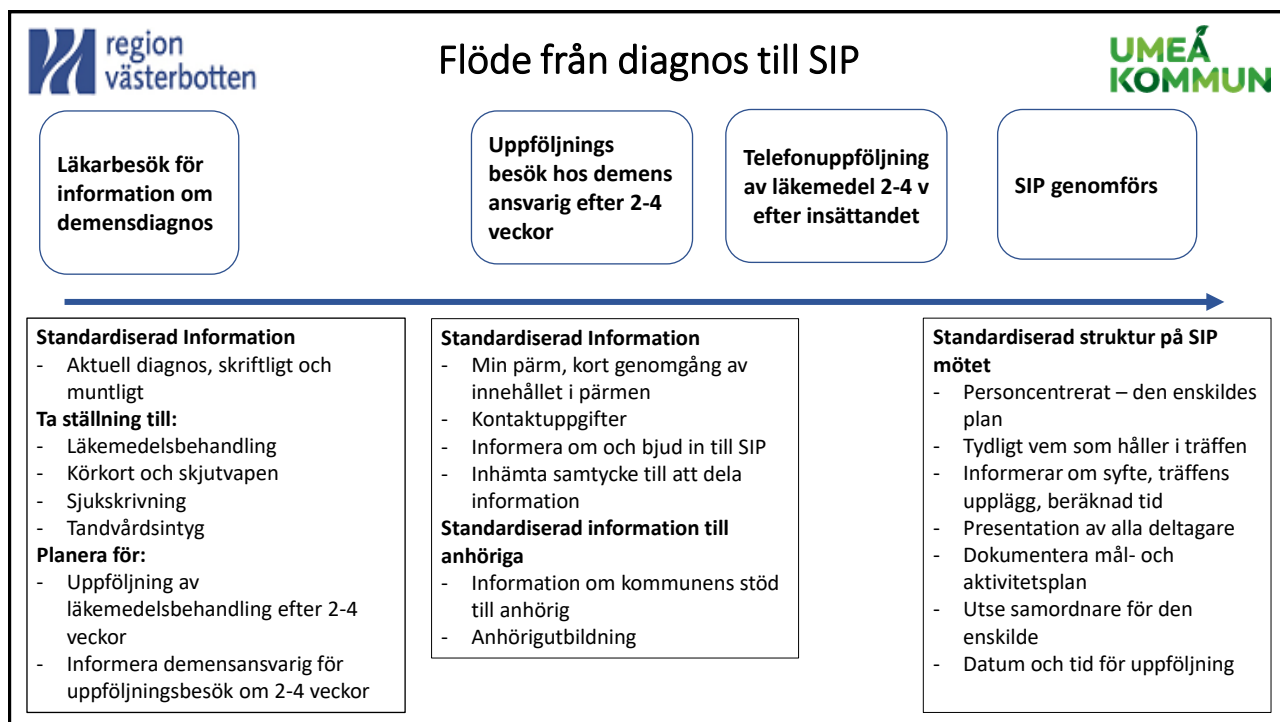 region
västerbotten
Flöde från diagnos till SIP
UMEÅ
KOMMUN
Läkarbesök för
information om
demensdiagnos
Uppföljnings
besök hos demens
ansvarig efter 2-4
veckor
Telefonuppföljning
av läkemedel 2-4 v
efter insättandet
SIP genomförs
Standardiserad Information
- Aktuell diagnos, skriftligt och
muntligt
Ta ställning till:
- Läkemedelsbehandling
- Körkort och skjutvapen
- Sjukskrivning
- Tandvårdsintyg
Planera för:
- Uppföljning av
läkemedelsbehandling efter 2-4
veckor
- Informera demensansvarig för
uppföljningsbesök om 2-4 veckor
Standardiserad Information
- Min pärm, kort genomgång av
innehållet i pärmen
- Kontaktuppgifter
- Informera om och bjud in till SIP
- Inhämta samtycke till att dela
information
Standardiserad information till
anhöriga
- Information om kommunens stöd
till anhörig
- Anhörigutbildning
Standardiserad struktur på SIP
mötet
- Personcentrerat – den enskildes
plan
- Tydligt vem som håller i träffen
- Informerar om syfte, träffens
upplägg, beräknad tid
- Presentation av alla deltagare
- Dokumentera mål- och
aktivitetsplan
- Utse samordnare för den
enskilde
- Datum och tid för uppföljning